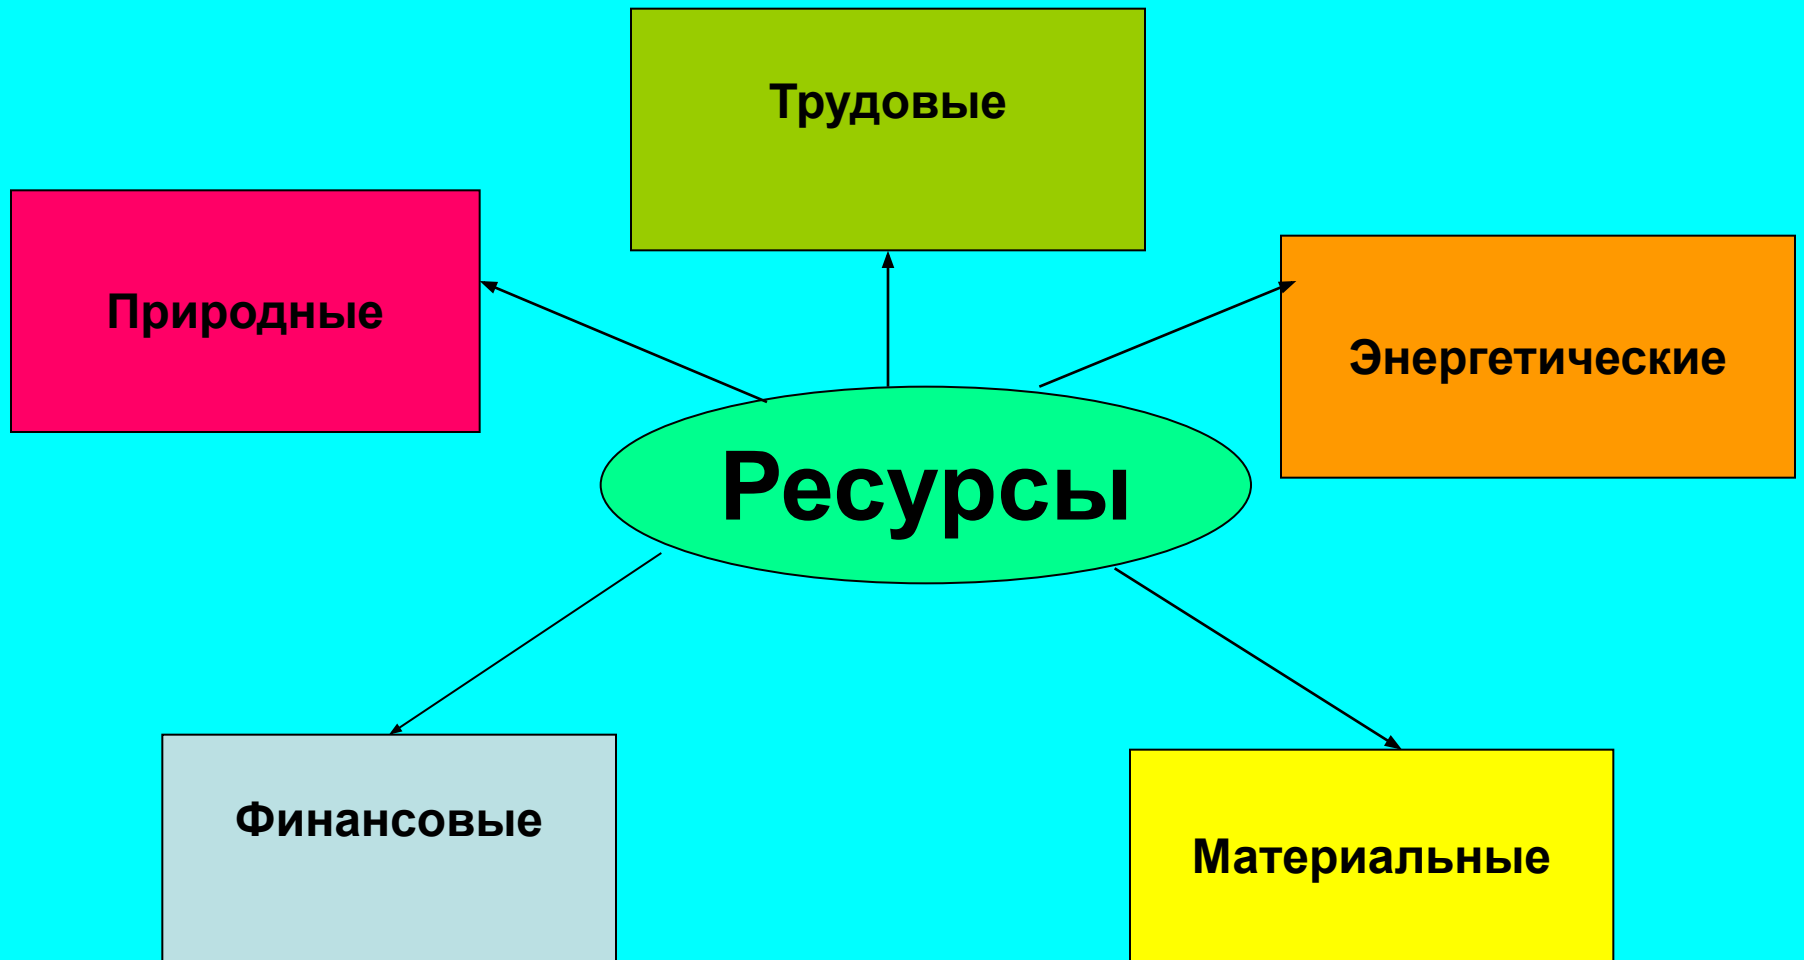 Трудовые
Природные
Энергетические
Ресурсы
Финансовые
Материальные